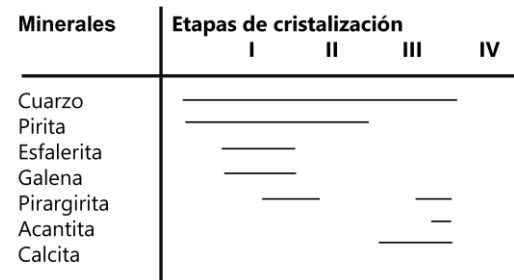 Minerales Etapas de cristalización
I II III IV
Cuarzo
Pirita
Esfalerita
Galena
Pirargirita
Acantita
Calcita